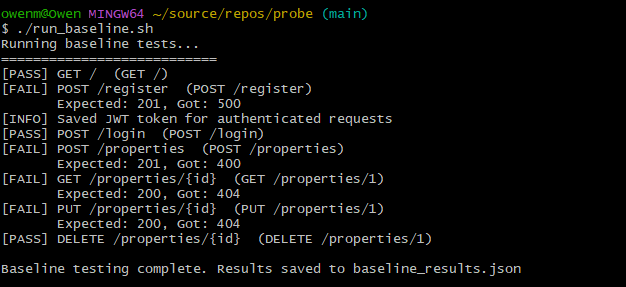 owenm@Owen MINGW64 ~/source/repos/probe (main)
$ ./run_baseline.sh
Running baseline tests...
===========================
[PASS] GET /  (GET /)
[FAIL] POST /register  (POST /register)
       Expected: 201, Got: 500
[INFO] Saved JWT token for authenticated requests
[PASS] POST /login  (POST /login)
[FAIL] POST /properties  (POST /properties)
       Expected: 201, Got: 400
[FAIL] GET /properties/{id}  (GET /properties/1)
       Expected: 200, Got: 404
[FAIL] PUT /properties/{id}  (PUT /properties/1)
       Expected: 200, Got: 404
[PASS] DELETE /properties/{id}  (DELETE /properties/1)
Baseline testing complete. Results saved to baseline_results.json